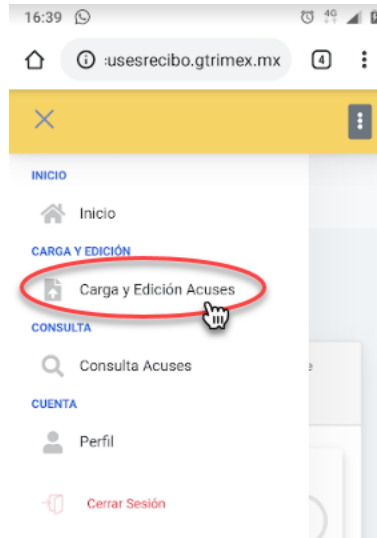 16:39
4G
:usesrecibo.gtrimex.mx
4
INICIO
Inicio
CARGA Y EDICIÓN
Carga y Edición Acuses
CONSULTA
Consulta Acuses
CUENTA
Perfil
Cerrar Sesión